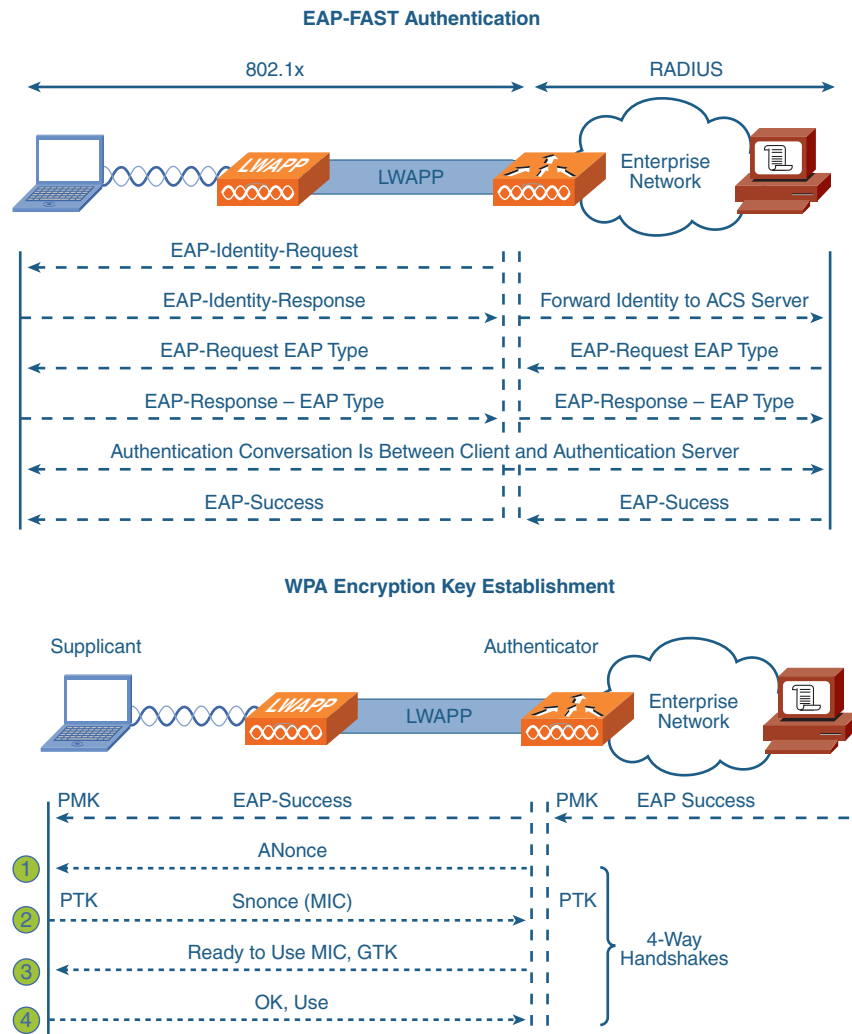 EAP-FAST Authentication
802.1x
RADIUS
LWAPP
LWAPP
Enterprise
Network
EAP-Identity-Request
EAP-Identity-Response
Forward Identity to ACS Server
EAP-Request EAP Type
EAP-Request EAP Type
EAP-Response – EAP Type
EAP-Response – EAP Type
Authentication Conversation Is Between Client and Authentication Server
EAP-Success
EAP-Sucess
WPA Encryption Key Establishment
Supplicant
Authenticator
LWAPP
LWAPP
Enterprise
Network
PMK
EAP-Success
PMK
EAP Success
1
ANonce
2
PTK
Snonce (MIC)
PTK
4-Way
Handshakes
3
Ready to Use MIC, GTK
4
OK, Use